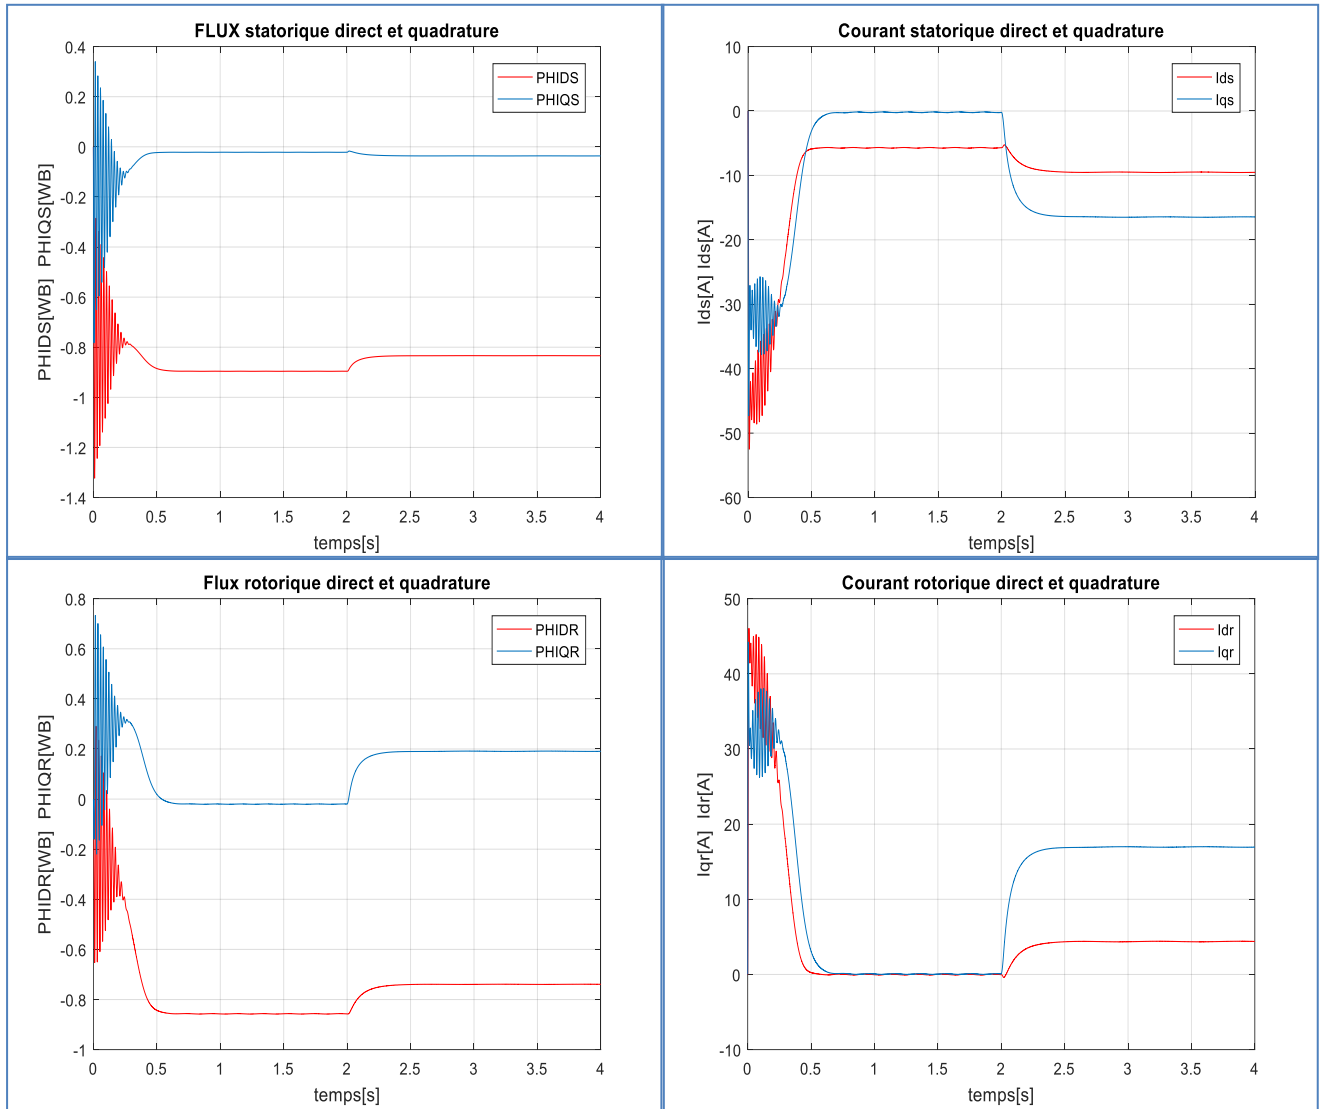 FLUX statorique direct et quadrature
PHIDS
PHIQS
0.4
0.2
0
-0.2
-0.4
-0.6
-0.8
-1
-1.2
-1.4
PHIDS[WB] PHIQS[WB]
0 0.5 1 1.5 2 2.5 3 3.5 4
temps[s]
Courant statorique direct et quadrature
Ids
Iqs
10
0
-10
-20
-30
-40
-50
-60
Ids[A] Ids[A]
0 0.5 1 1.5 2 2.5 3 3.5 4
temps[s]
Flux rotorique direct et quadrature
PHIDR
PHIQR
0.8
0.6
0.4
0.2
0
-0.2
-0.4
-0.6
-0.8
-1
PHIDR[WB] PHIQR[WB]
0 0.5 1 1.5 2 2.5 3 3.5 4
temps[s]
Courant rotorique direct et quadrature
Idr
Iqr
50
40
30
20
10
0
-10
Iqr[A] Idr[A]
0 0.5 1 1.5 2 2.5 3 3.5 4
temps[s]